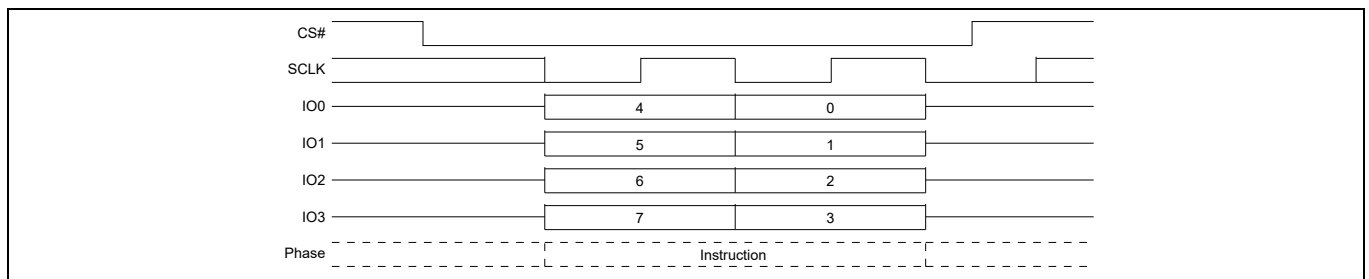 CS#
SCLK
IO0 4 0
IO1 5 1
IO2 6 2
IO3 7 3
Phase Instruction